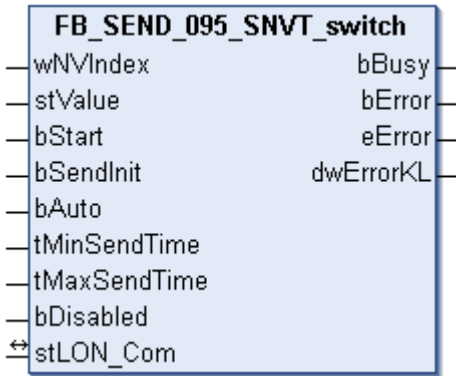 FB_SEND_095_SNVT_switch
wNVIndex bBusy
stValue bError
bStart eError
bSendInit dwErrorKL
bAuto
tMinSendTime
tMaxSendTime
bDisabled
stLON_Com